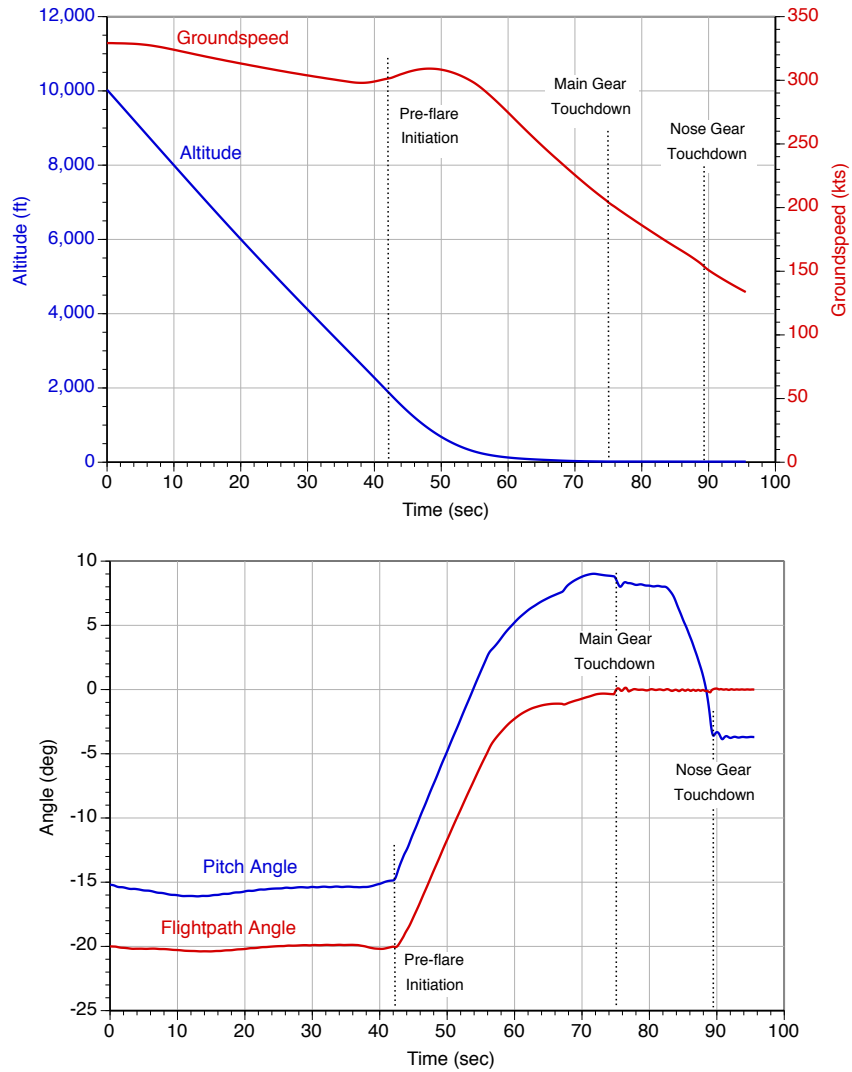 12,000
350
Groundspeed
300
10,000
Main Gear
Touchdown
Pre-flare
Initiation
250
Nose Gear
Touchdown
Altitude
8,000
Altitude (ft)
Groundspeed (kts)
200
6,000
150
4,000
100
2,000
50
0
0
0
10
20
30
40
50
60
70
80
90
100
Time (sec)
10
5
Main Gear
Touchdown
0
Angle (deg)
-5
Nose Gear
Touchdown
-10
Pitch Angle
-15
Flightpath Angle
-20
Pre-flare
Initiation
-25
0
10
20
30
40
50
60
70
80
90
100
Time (sec)